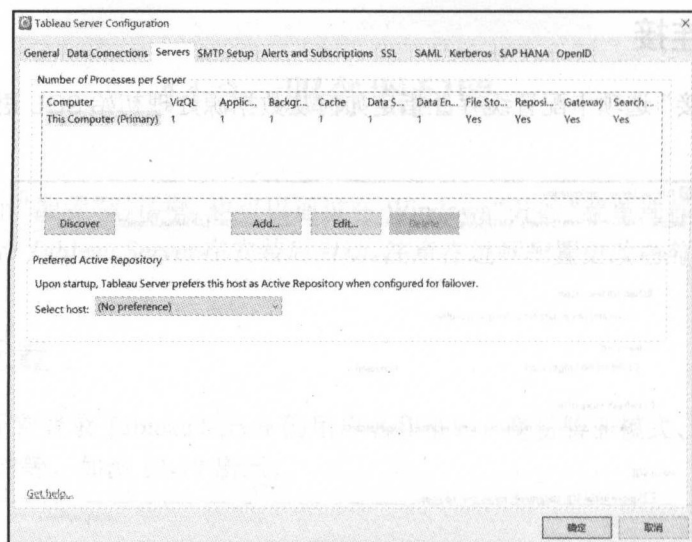 Tableau Server Configuration
General Data Connections Servers SMTP Setup Alerts and Subscriptions SSL SAML Kerberos SAP HANA OpenID
Number of Processes per Server
Computer VizQL Applic... Backgr... Cache Data S... Data En... File Sto... Reposi... Gateway Search ...
This Computer (Primary) 1 1 1 1 1 1 Yes Yes Yes Yes
Discover Add... Edit... Delete
Preferred Active Repository
Upon startup, Tableau Server prefers this host as Active Repository when configured for failover.
Select host: (No preference)
Get help...
确定 取消